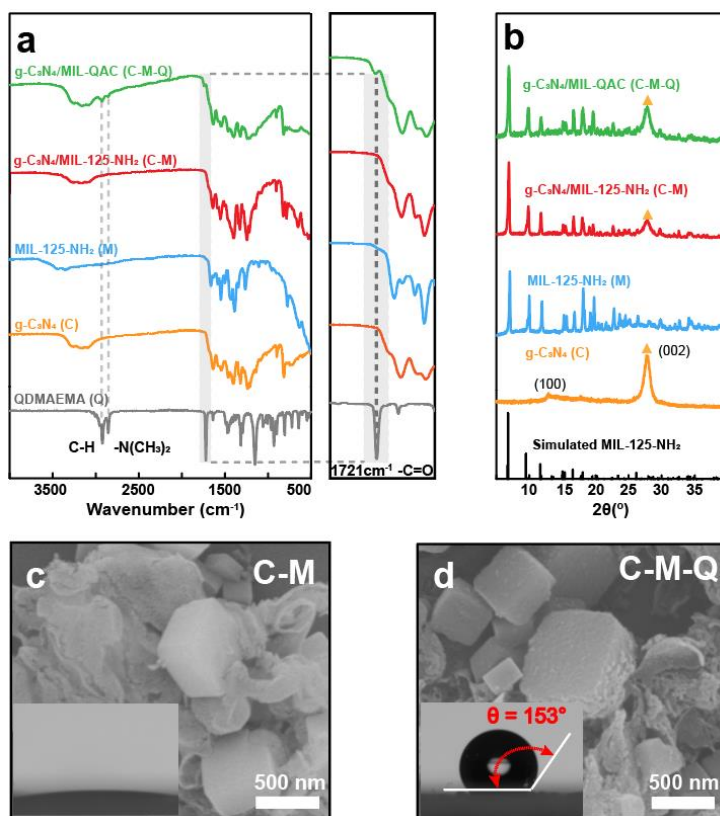 a
g-C₃N₄/MIL-QAC (C-M-Q)
g-C₃N₄/MIL-125-NH₂ (C-M)
MIL-125-NH₂ (M)
g-C₃N₄ (C)
QDMAEMA (Q)
C-H -N(CH₃)₂
1721cm⁻¹ -C=O
3500 2500 1500 500
Wavenumber (cm⁻¹)
b
g-C₃N₄/MIL-QAC (C-M-Q)
g-C₃N₄/MIL-125-NH₂ (C-M)
MIL-125-NH₂ (M)
g-C₃N₄ (C)
(002)
(100)
Simulated MIL-125-NH₂
10 15 20 25 30 35
2θ(º)
c C-M
500 nm
d C-M-Q
θ = 153°
500 nm